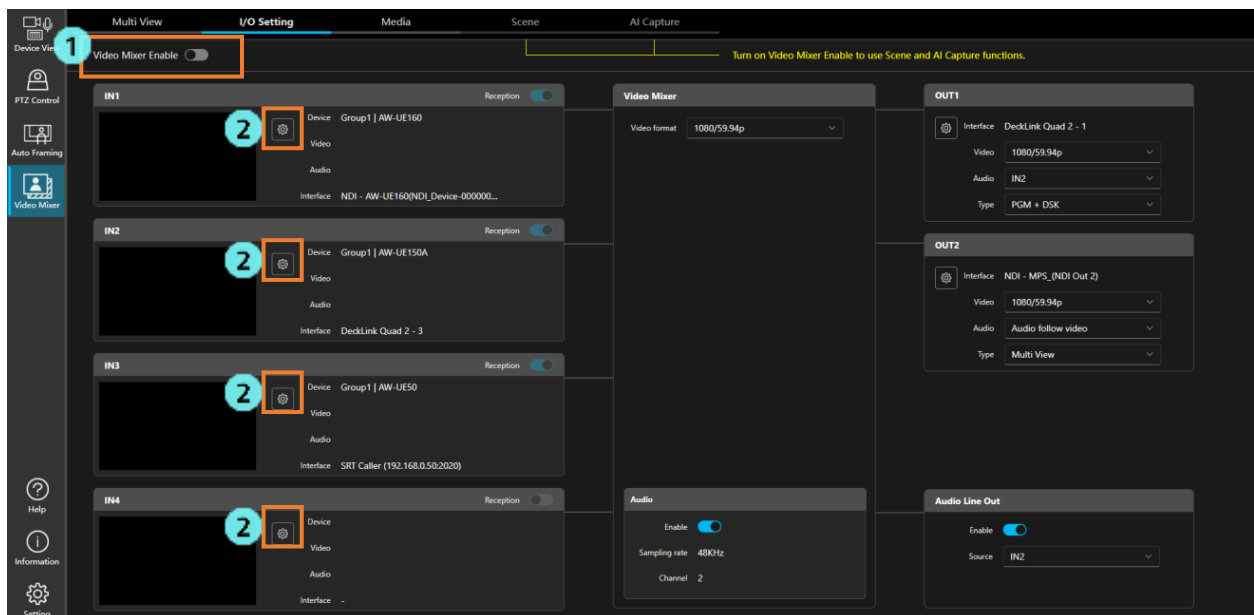 Multi View
I/O Setting
Media
Scene
AI Capture
Device View
1
Video Mixer Enable
Turn on Video Mixer Enable to use Scene and AI Capture functions.
PTZ Control
Auto Framing
Video Mixer
Help
Information
Setting
IN1
Reception
2
Device Group1 | AW-UE160
Video
Audio
Interface NDI - AW-UE160(NDI_Device-000000...
IN2
Reception
2
Device Group1 | AW-UE150A
Video
Audio
Interface DeckLink Quad 2 - 3
IN3
Reception
2
Device Group1 | AW-UE50
Video
Audio
Interface SRT Caller (192.168.0.50:2020)
IN4
Reception
2
Device
Video
Audio
Interface -
Video Mixer
Video format 1080/59.94p
Audio
Enable
Sampling rate 48KHz
Channel 2
OUT1
Interface DeckLink Quad 2 - 1
Video 1080/59.94p
Audio IN2
Type PGM + DSK
OUT2
Interface NDI - MPS_(NDI Out 2)
Video 1080/59.94p
Audio Audio follow video
Type Multi View
Audio Line Out
Enable
Source IN2